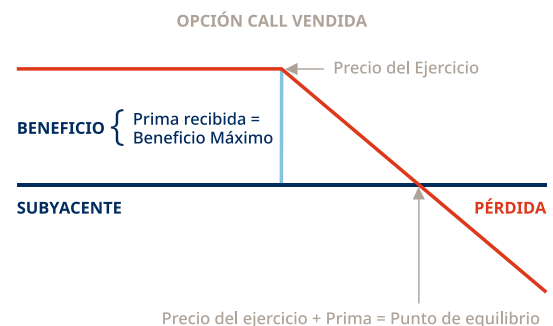 OPCIÓN CALL VENDIDA
Precio del Ejercicio
BENEFICIO { Prima recibida =
Beneficio Máximo
SUBYACENTE
PÉRDIDA
Precio del ejercicio + Prima = Punto de equilibrio